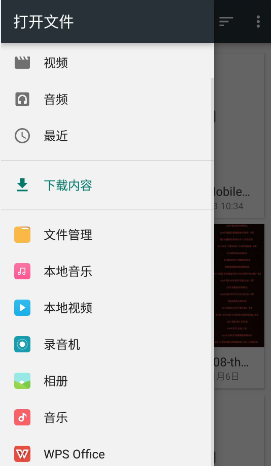 打开文件
视频
音频
最近
下载内容
文件管理
本地音乐
本地视频
录音机
相册
音乐
WPS Office
Mobile...
10:34
08-th...
月6日